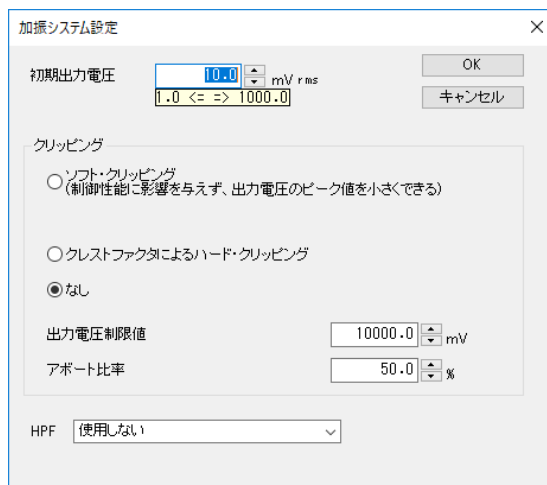 加振システム設定
初期出力電圧 10.0 mV rms OK
1.0 <= => 1000.0 キャンセル
クリッピング
ソフト・クリッピング
(制御性能に影響を与えず、出力電圧のピーク値を小さくできる)
クレストファクタによるハード・クリッピング
なし
出力電圧制限値 10000.0 mV
アボート比率 50.0 %
HPF 使用しない